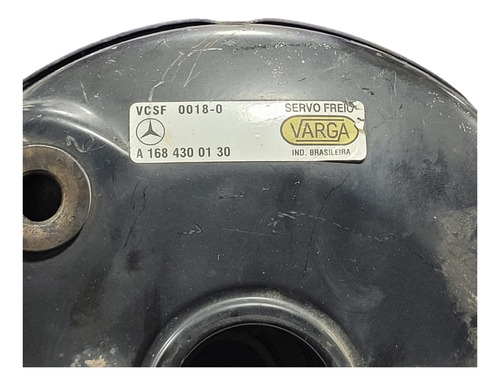 VCSF 0018-0
SERVO FREIO
VARGA
A 168 430 01 30
IND. BRASILEIRA